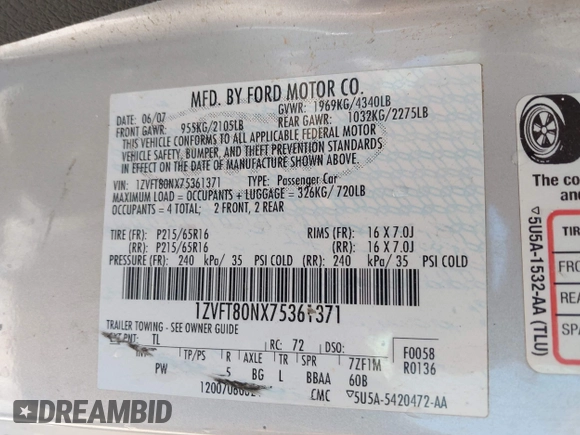 MFD. BY FORD MOTOR CO.
DATE: 06/07 GVWR: 1969KG/4340LB
FRONT GAWR: 955KG/2105LB REAR GAWR: 1032KG/2275LB
THIS VEHICLE CONFORMS TO ALL APPLICABLE FEDERAL MOTOR
VEHICLE SAFETY, BUMPER, AND THEFT PREVENTION STANDARDS
IN EFFECT ON THE DATE OF MANUFACTURE SHOWN ABOVE.
VIN: 1ZVFT80NX75361371 TYPE: Passenger Car
MAXIMUM LOAD = OCCUPANTS + LUGGAGE = 326KG/720LB
OCCUPANTS = 4 TOTAL; 2 FRONT, 2 REAR
TIRE (FR): P215/65R16 RIMS (FR): 16 X 7.0J
(RR): P215/65R16 (RR): 16 X 7.0J
PRESSURE (FR): 240 kPa/ 35 PSI COLD (RR): 240 kPa/ 35 PSI COLD
1ZVFT80NX75361371
TRAILER TOWING - SEE OWNER GUIDE
PNT: TL RC: 72 DSO: F0058
TP/PS R AXLE TR SPR 7ZF1M R0136
PW 5 BG L BBAA 60B
MC ▽5U5A-5420472-AA
The co
and
TIR
FRO
REA
SPA
▽5U5A-1532-AA (TLU)
DREAMBID